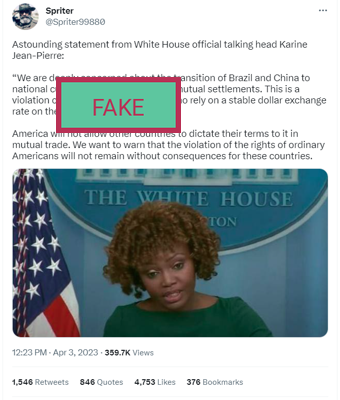 Spriter
@Spriter99880
Astounding statement from White House official talking head Karine
Jean-Pierre:
"We are deeply concerned about the transition of Brazil and China to
national cu mutual settlements. This is a
violation o o rely on a stable dollar exchange
rate on the
FAKE
America will not allow other countries to dictate their terms to it in
mutual trade. We want to warn that the violation of the rights of ordinary
Americans will not remain without consequences for these countries.
THE WHITE HOUSE
TON
12:23 PM · Apr 3, 2023 · 359.7K Views
1,546 Retweets 846 Quotes 4,753 Likes 376 Bookmarks